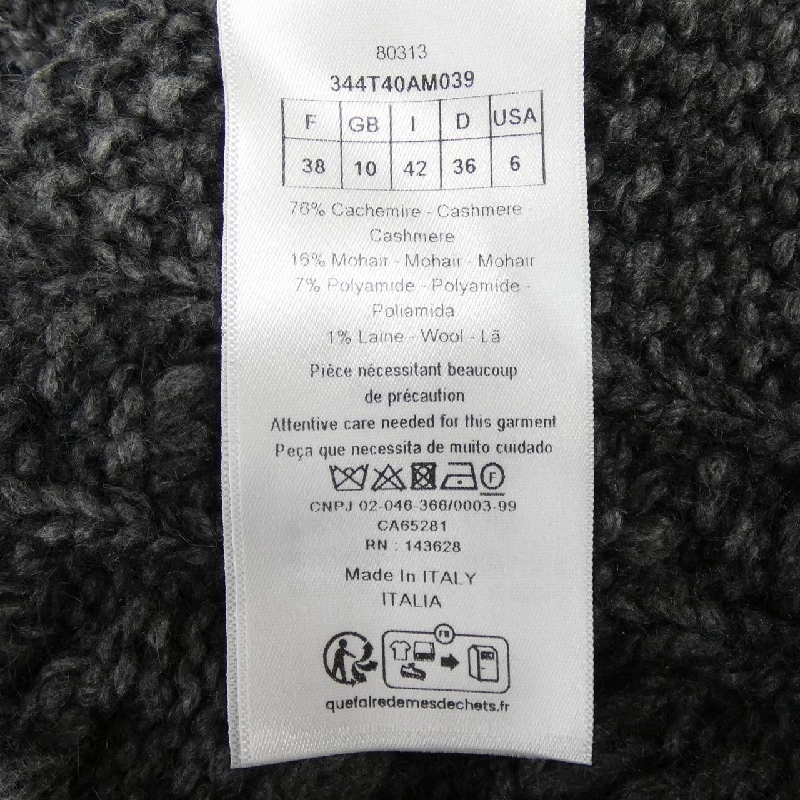 80313
344T40AM039
F GB I D USA
38 10 42 36 6
76% Cachemire - Cashmere
Cashmere
16% Mohair - Mohair - Mohair
7% Polyamide - Polyamide -
Poliamida
1% Laine - Wool - Lã
Pièce nécessitant beaucoup
de précaution
Attentive care needed for this garment
Peça que necessita de muito cuidado
F
CNPJ 02-046-366/0003-99
CA65281
RN : 143628
Made In ITALY
ITALIA
FR
quefairedemesdechets.fr